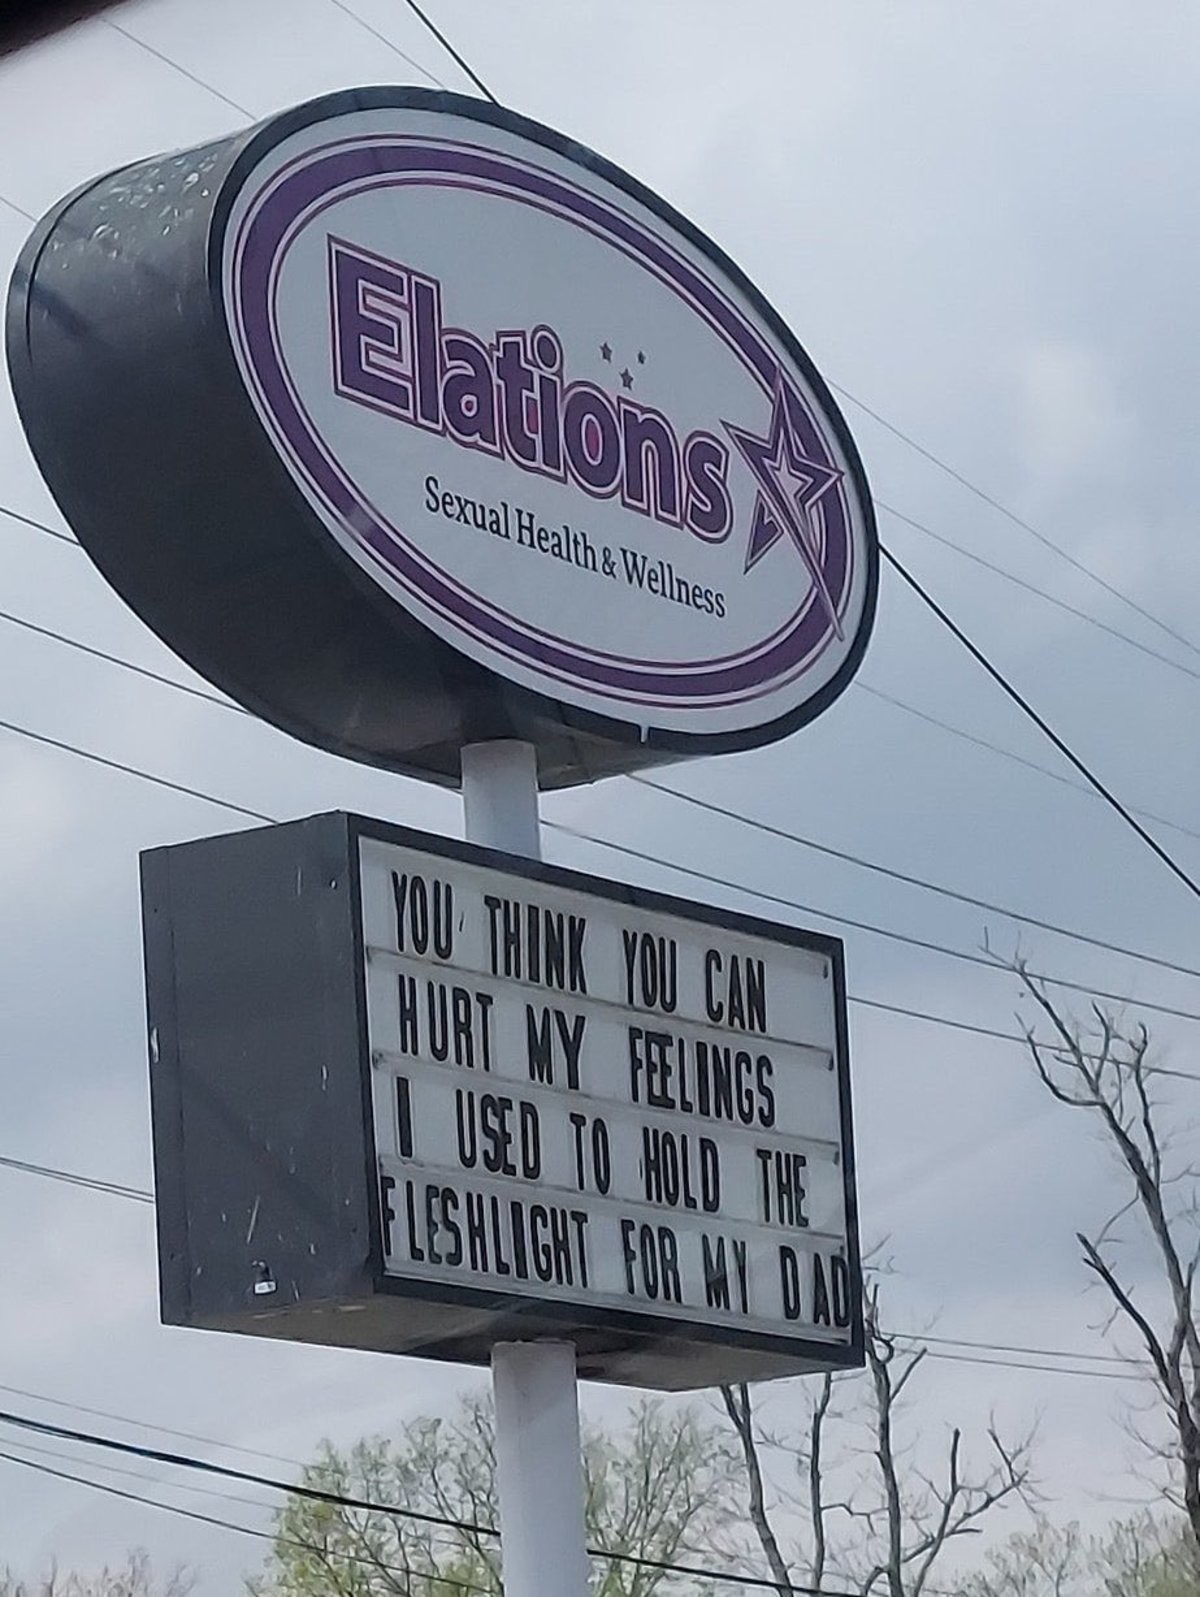 Elations
Sexual Health & Wellness
YOU THINK YOU CAN
HURT MY FEELINGS
I USED TO HOLD THE
FLESHLIGHT FOR MY DAD